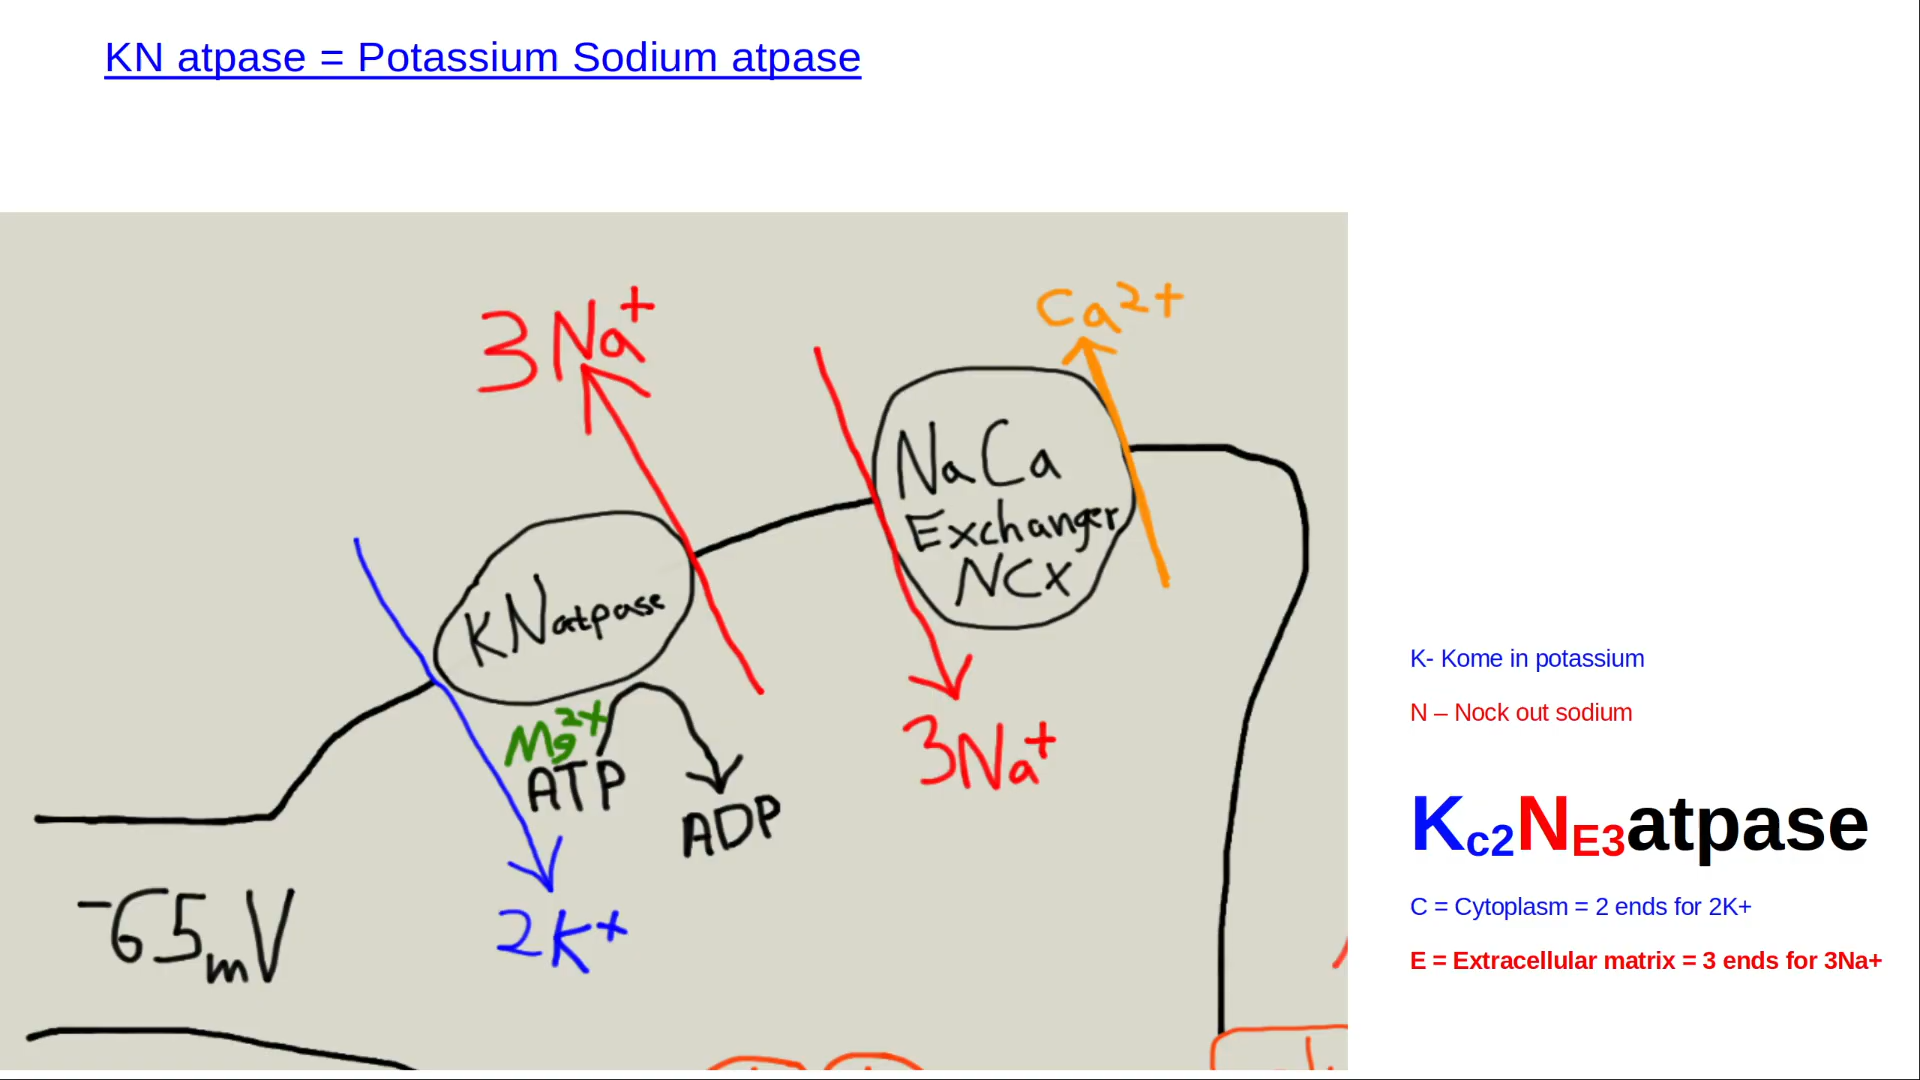 KN atpase = Potassium Sodium atpase
3Na+
Ca2+
NaCa
Exchanger
NCX
KNatpase
Mg2+
ATP
ADP
3Na+
-65mV
2K+
K- Kome in potassium
N – Nock out sodium
Kc2NE3atpase
C = Cytoplasm = 2 ends for 2K+
E = Extracellular matrix = 3 ends for 3Na+